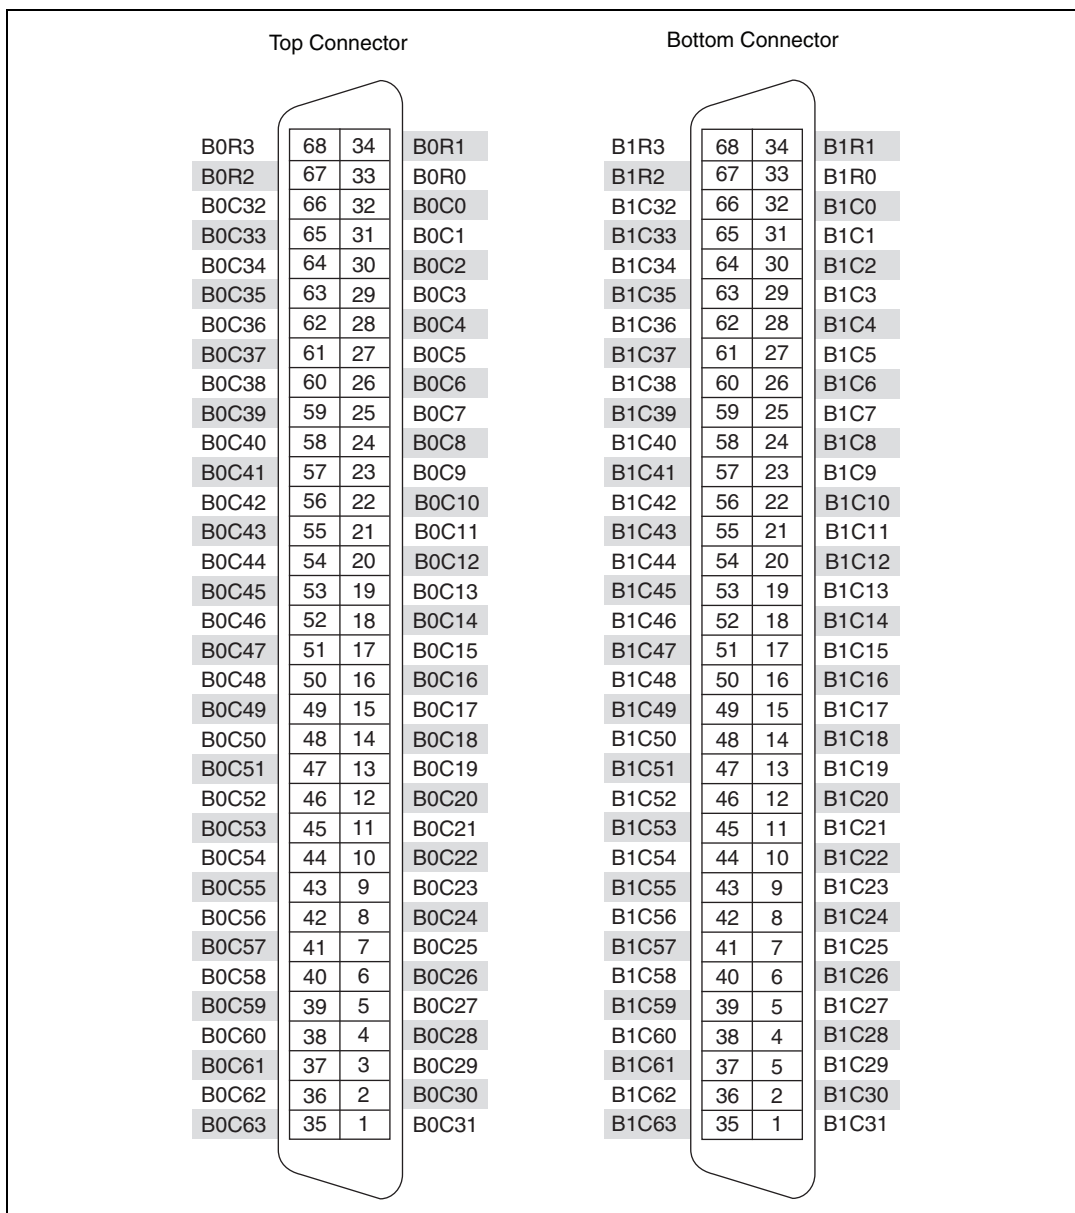 Top Connector Bottom Connector
B0R3 68 34 B0R1 B1R3 68 34 B1R1
B0R2 67 33 B0R0 B1R2 67 33 B1R0
B0C32 66 32 B0C0 B1C32 66 32 B1C0
B0C33 65 31 B0C1 B1C33 65 31 B1C1
B0C34 64 30 B0C2 B1C34 64 30 B1C2
B0C35 63 29 B0C3 B1C35 63 29 B1C3
B0C36 62 28 B0C4 B1C36 62 28 B1C4
B0C37 61 27 B0C5 B1C37 61 27 B1C5
B0C38 60 26 B0C6 B1C38 60 26 B1C6
B0C39 59 25 B0C7 B1C39 59 25 B1C7
B0C40 58 24 B0C8 B1C40 58 24 B1C8
B0C41 57 23 B0C9 B1C41 57 23 B1C9
B0C42 56 22 B0C10 B1C42 56 22 B1C10
B0C43 55 21 B0C11 B1C43 55 21 B1C11
B0C44 54 20 B0C12 B1C44 54 20 B1C12
B0C45 53 19 B0C13 B1C45 53 19 B1C13
B0C46 52 18 B0C14 B1C46 52 18 B1C14
B0C47 51 17 B0C15 B1C47 51 17 B1C15
B0C48 50 16 B0C16 B1C48 50 16 B1C16
B0C49 49 15 B0C17 B1C49 49 15 B1C17
B0C50 48 14 B0C18 B1C50 48 14 B1C18
B0C51 47 13 B0C19 B1C51 47 13 B1C19
B0C52 46 12 B0C20 B1C52 46 12 B1C20
B0C53 45 11 B0C21 B1C53 45 11 B1C21
B0C54 44 10 B0C22 B1C54 44 10 B1C22
B0C55 43 9 B0C23 B1C55 43 9 B1C23
B0C56 42 8 B0C24 B1C56 42 8 B1C24
B0C57 41 7 B0C25 B1C57 41 7 B1C25
B0C58 40 6 B0C26 B1C58 40 6 B1C26
B0C59 39 5 B0C27 B1C59 39 5 B1C27
B0C60 38 4 B0C28 B1C60 38 4 B1C28
B0C61 37 3 B0C29 B1C61 37 5 B1C29
B0C62 36 2 B0C30 B1C62 36 2 B1C30
B0C63 35 1 B0C31 B1C63 35 1 B1C31